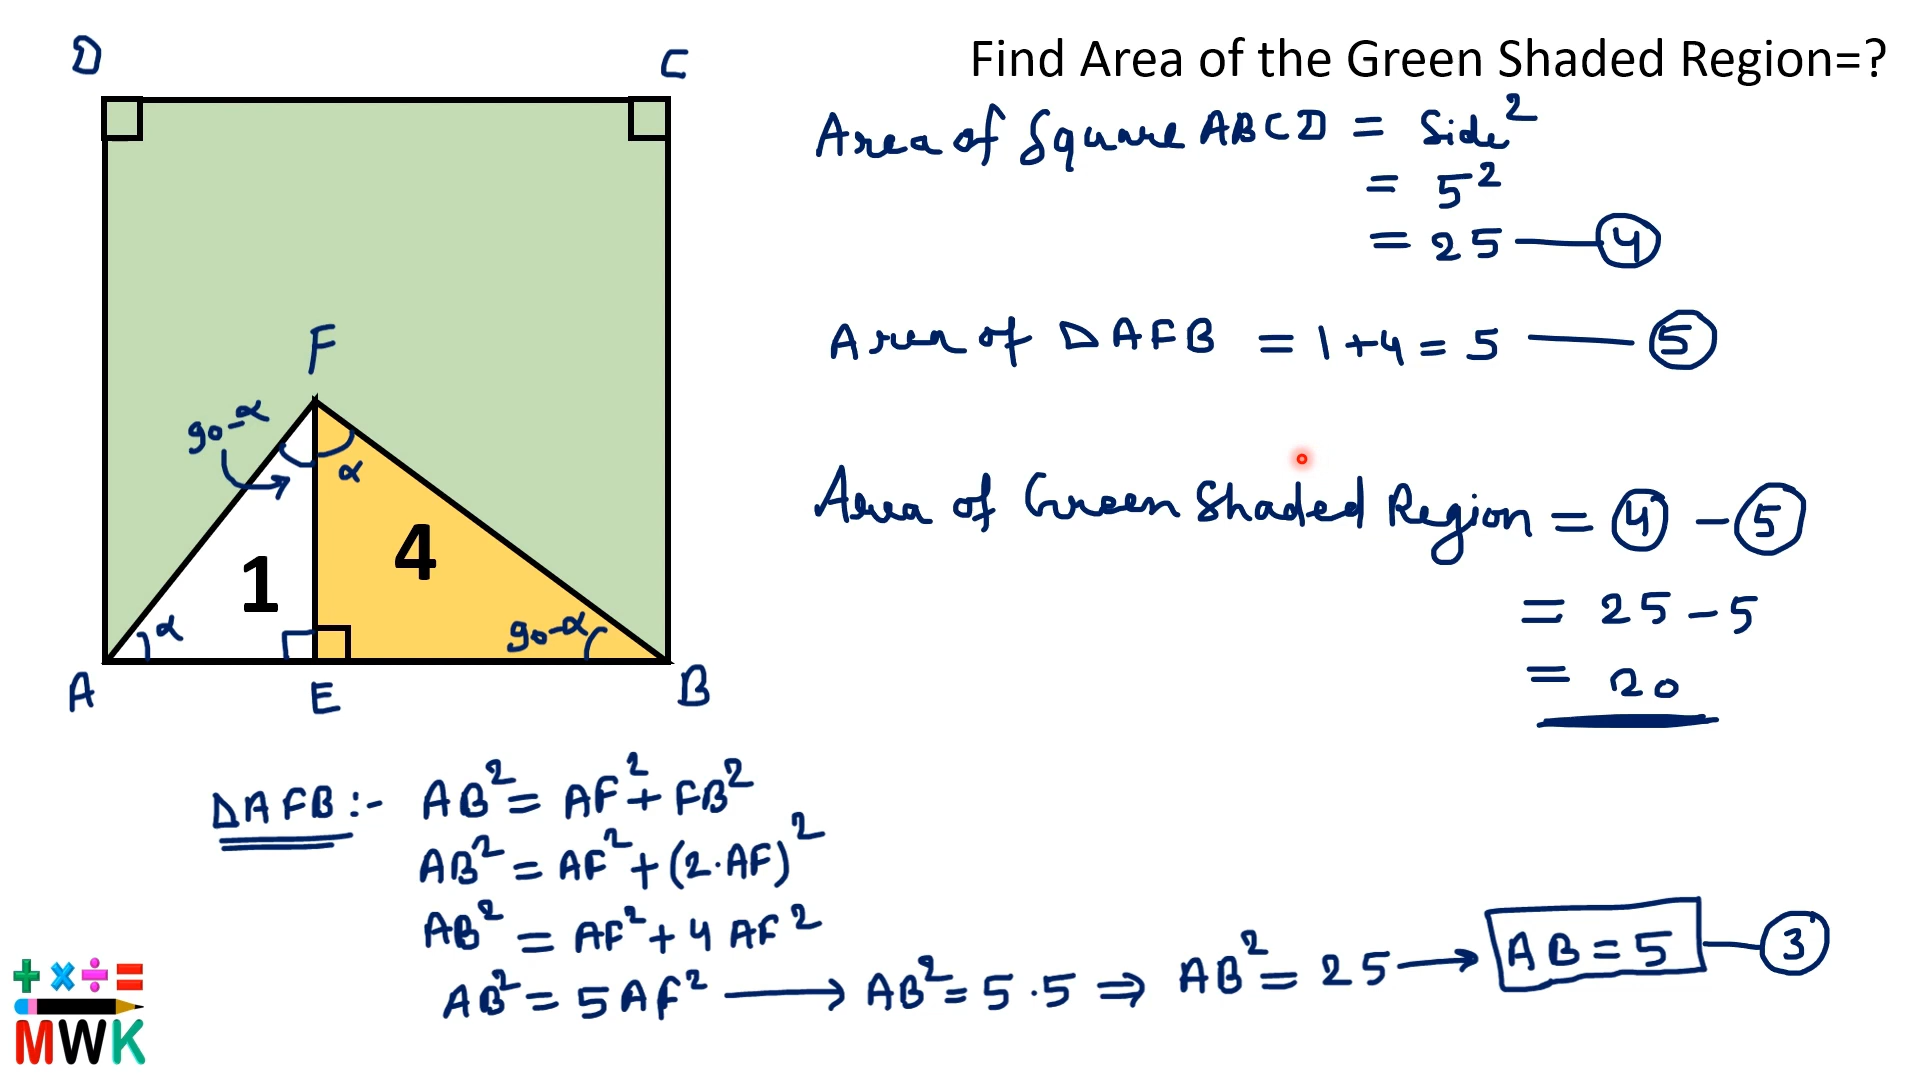 Find Area of the Green Shaded Region=?
D
C
Area of Square ABCD = Side²
= 5²
= 25 — ④
F
Area of ΔAFB = 1+4 = 5 — ⑤
90-α
α
Area of Green Shaded Region = ④ - ⑤
4
1
α
90-α
= 25 - 5
= 20
A
E
B
ΔAFB :- AB² = AF² + FB²
AB² = AF² + (2·AF)²
AB² = AF² + 4 AF²
AB² = 5 AF² → AB² = 5·5 ⇒ AB² = 25 → AB = 5 — ③
+ × ÷ =
MWK